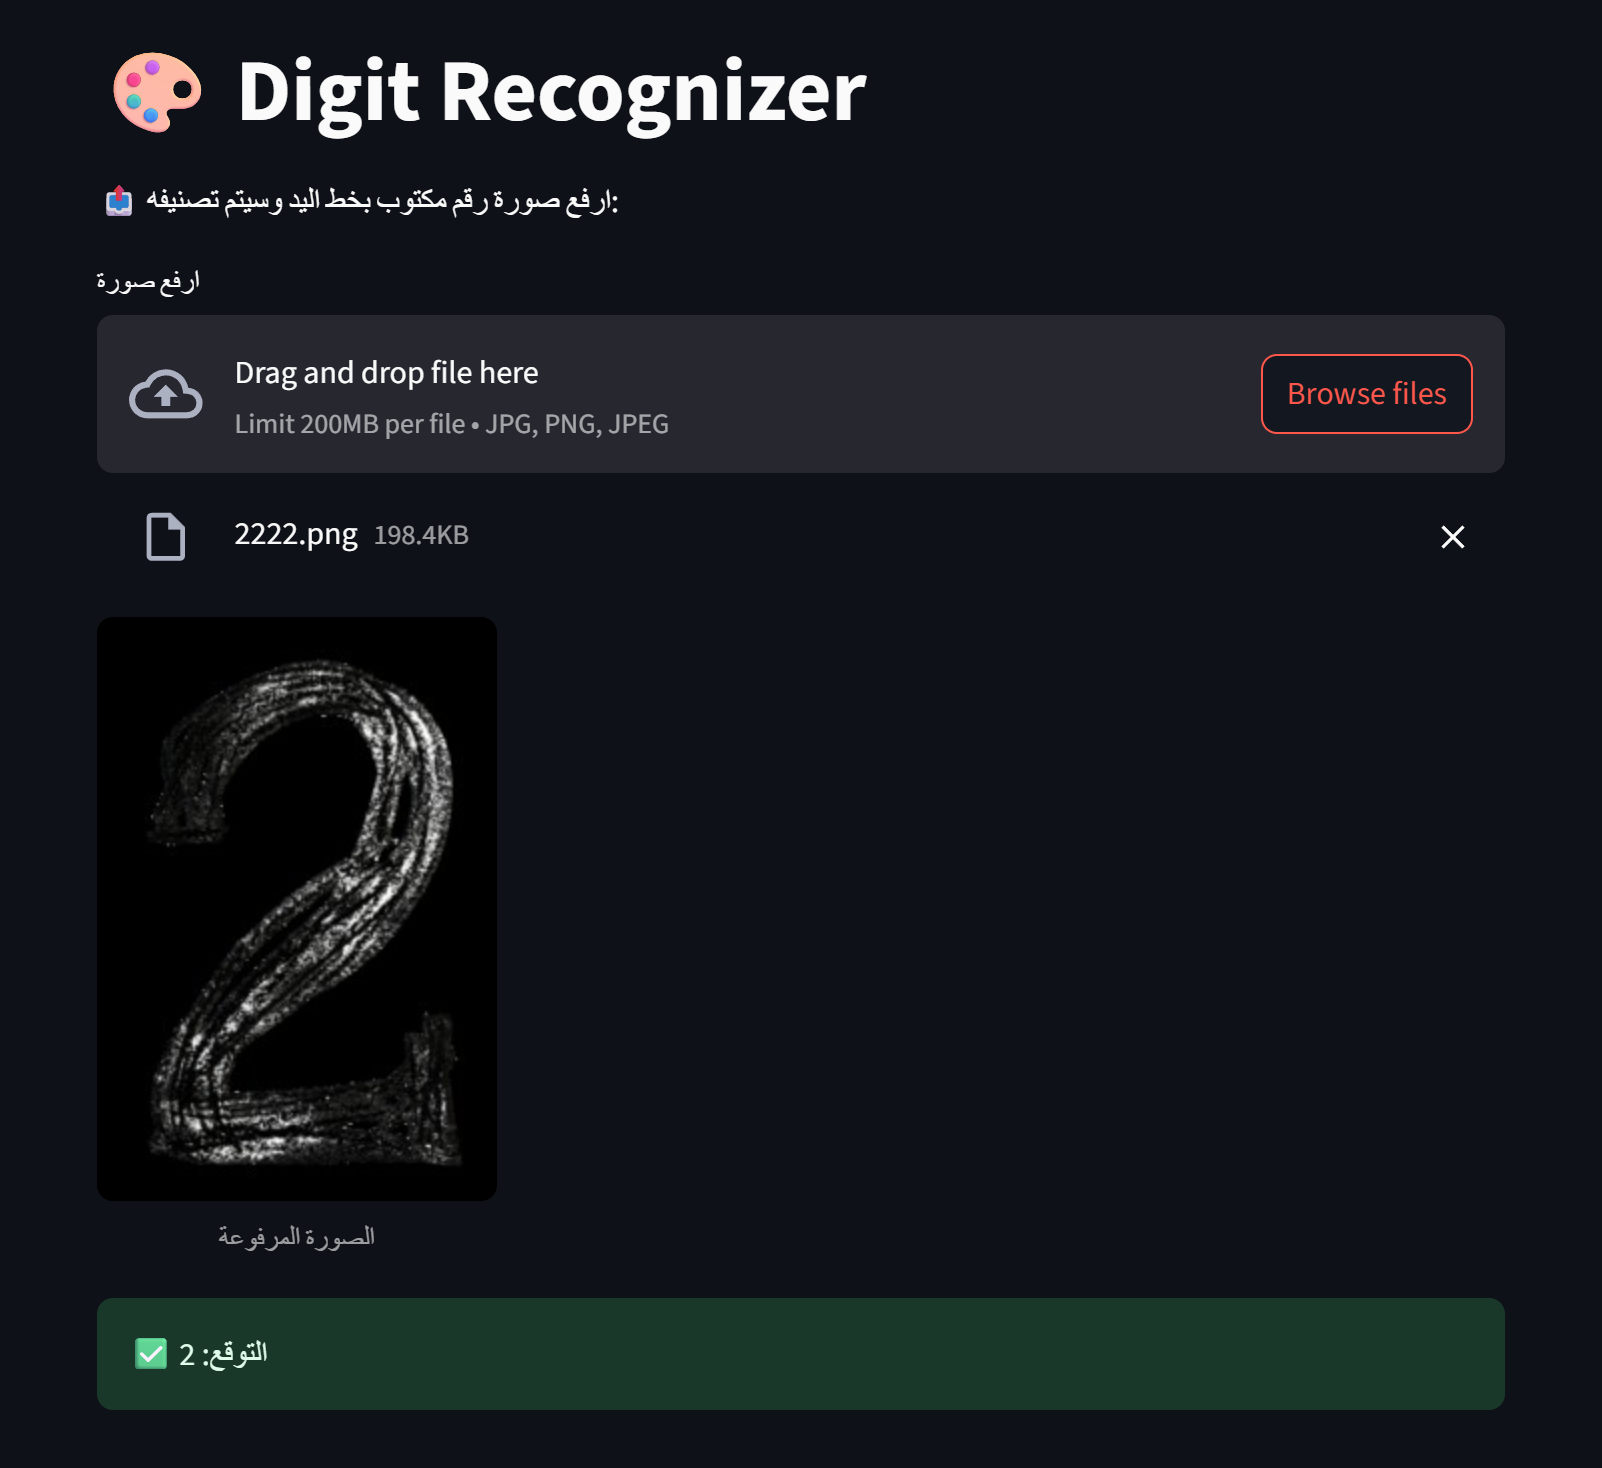 🎨 Digit Recognizer
📤 ارفع صورة رقم مكتوب بخط اليد وسيتم تصنيفه:
ارفع صورة
Drag and drop file here
Limit 200MB per file • JPG, PNG, JPEG
Browse files
2222.png 198.4KB
2
الصورة المرفوعة
✅ التوقع: 2